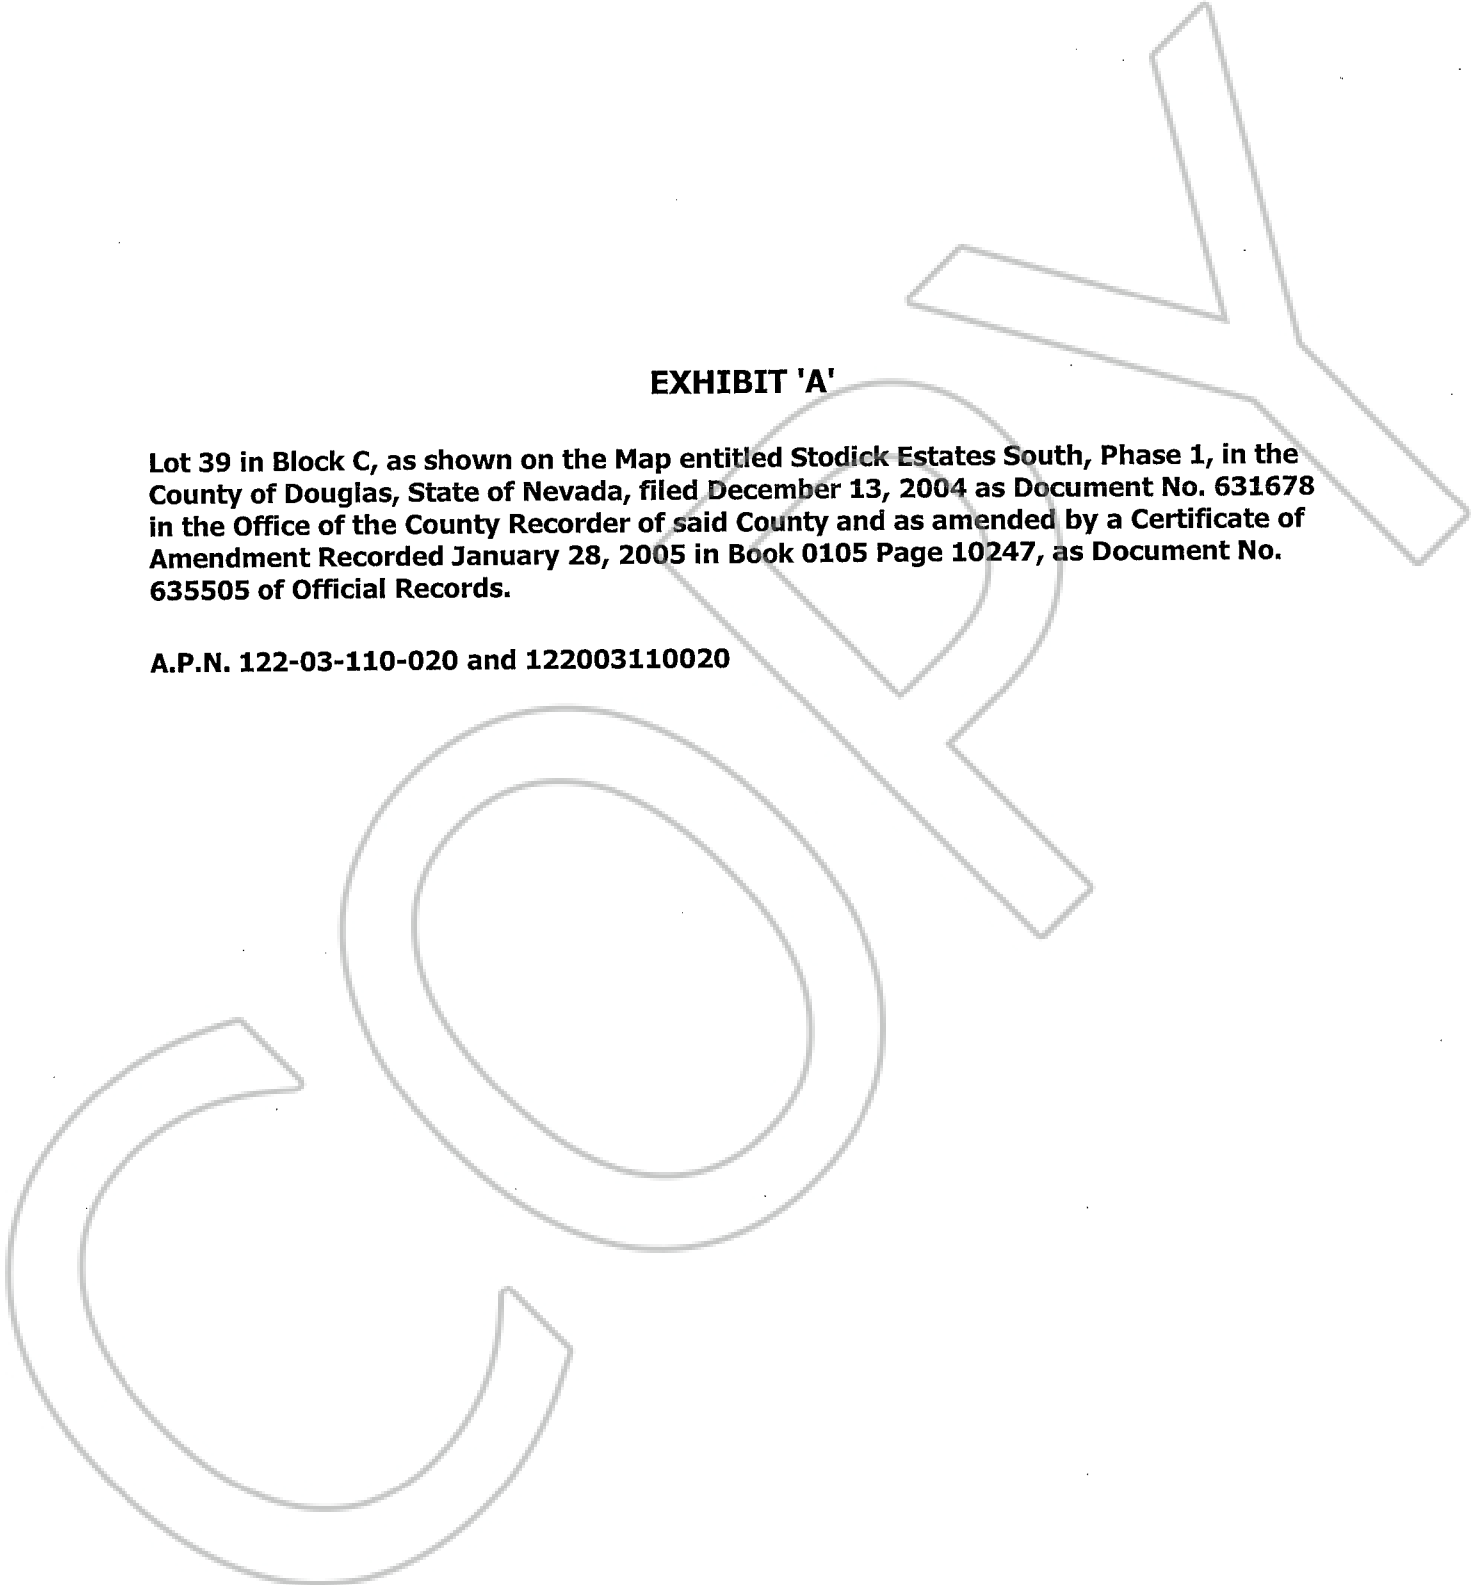 EXHIBIT 'A'
Lot 39 in Block C, as shown on the Map entitled Stodick Estates South, Phase 1, in the
County of Douglas, State of Nevada, filed December 13, 2004 as Document No. 631678
in the Office of the County Recorder of said County and as amended by a Certificate of
Amendment Recorded January 28, 2005 in Book 0105 Page 10247, as Document No.
635505 of Official Records.
A.P.N. 122-03-110-020 and 122003110020
COPY